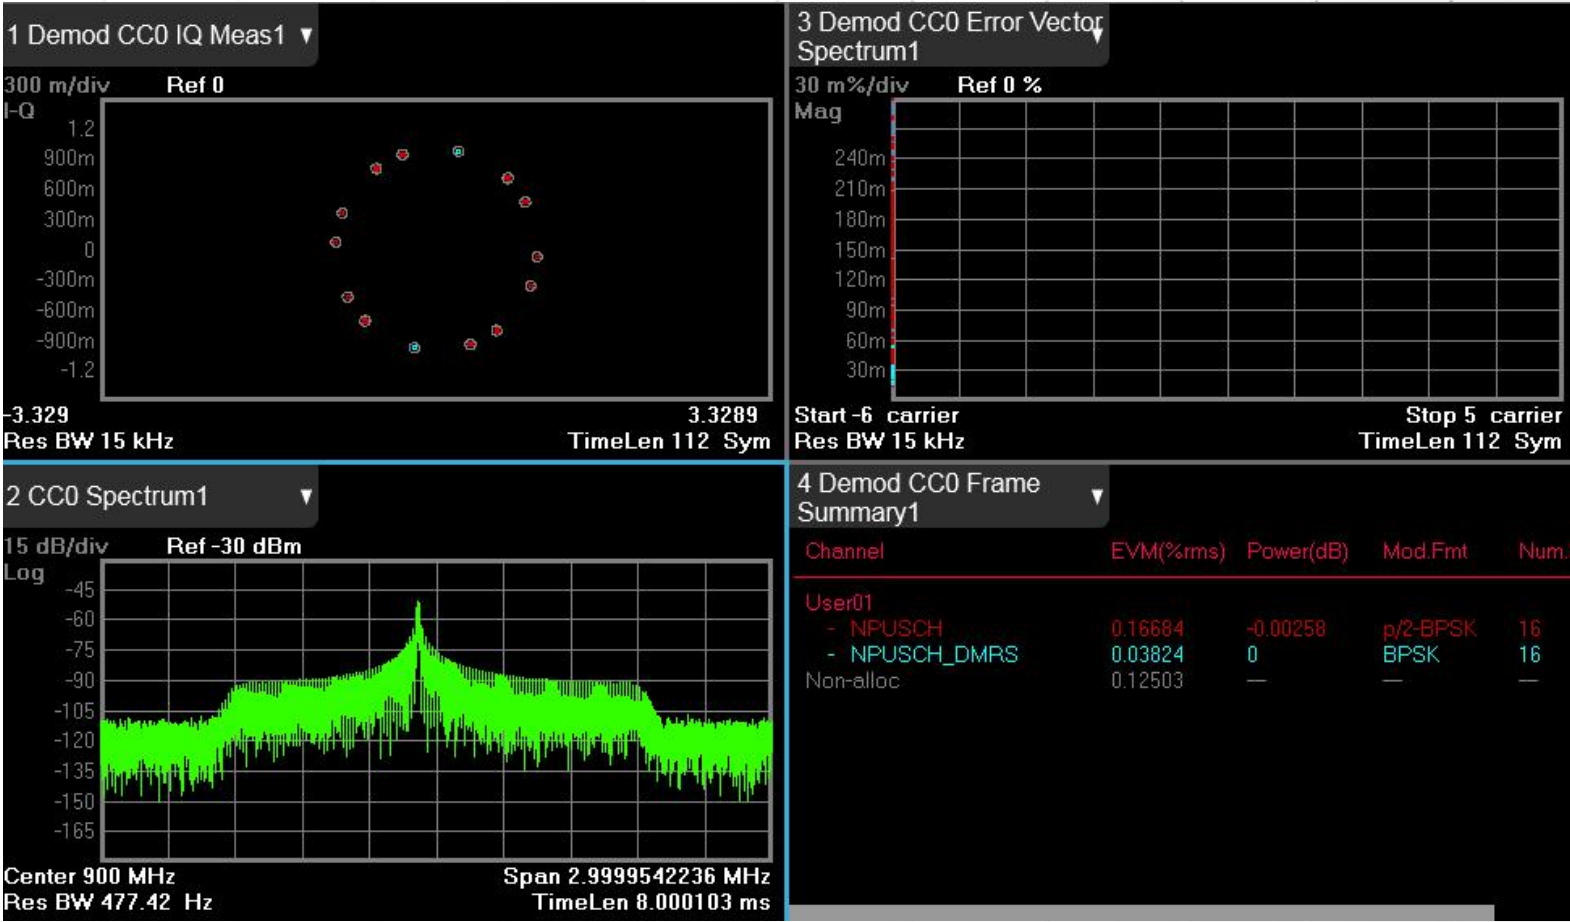 1 Demod CC0 IQ Meas1 ▼
300 m/div Ref 0
I-Q
1.2
900m
600m
300m
0
-300m
-600m
-900m
-1.2
-3.329 3.3289
Res BW 15 kHz TimeLen 112 Sym
3 Demod CC0 Error Vector
Spectrum1 ▼
30 m%/div Ref 0 %
Mag
240m
210m
180m
150m
120m
90m
60m
30m
Start -6 carrier Stop 5 carrier
Res BW 15 kHz TimeLen 112 Sym
2 CC0 Spectrum1 ▼
15 dB/div Ref -30 dBm
Log
-45
-60
-75
-90
-105
-120
-135
-150
-165
Center 900 MHz Span 2.9999542236 MHz
Res BW 477.42 Hz TimeLen 8.000103 ms
4 Demod CC0 Frame
Summary1 ▼
Channel EVM(%rms) Power(dB) Mod.Fmt Num.
User01
- NPUSCH 0.16684 -0.00258 p/2-BPSK 16
- NPUSCH_DMRS 0.03824 0 BPSK 16
Non-alloc 0.12503 — — —